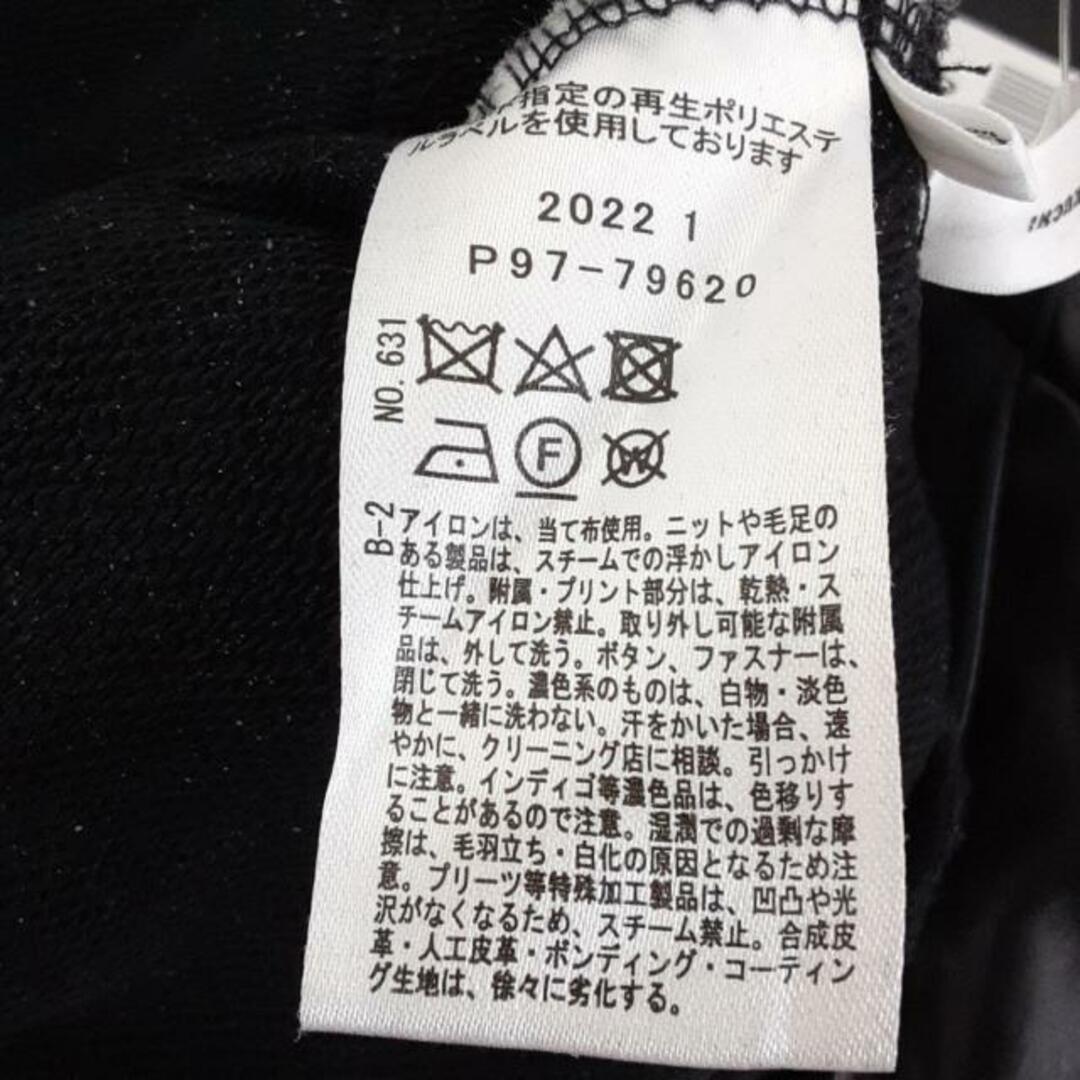 指定の再生ポリエステ
ルラベルを使用しております
2022 1
P97-79620
NO. 631
F
W
B-2
アイロンは、当て布使用。ニットや毛足の
ある製品は、スチームでの浮かしアイロン
仕上げ。附属・プリント部分は、乾熱・ス
チームアイロン禁止。取り外し可能な附属
品は、外して洗う。ボタン、ファスナーは、
閉じて洗う。濃色系のものは、白物・淡色
物と一緒に洗わない。汗をかいた場合、速
やかに、クリーニング店に相談。引っかけ
に注意。インディゴ等濃色品は、色移りす
ることがあるので注意。湿潤での過剰な摩
擦は、毛羽立ち・白化の原因となるため注
意。プリーツ等特殊加工製品は、凹凸や光
沢がなくなるため、スチーム禁止。合成皮
革・人工皮革・ボンディング・コーティン
グ生地は、徐々に劣化する。